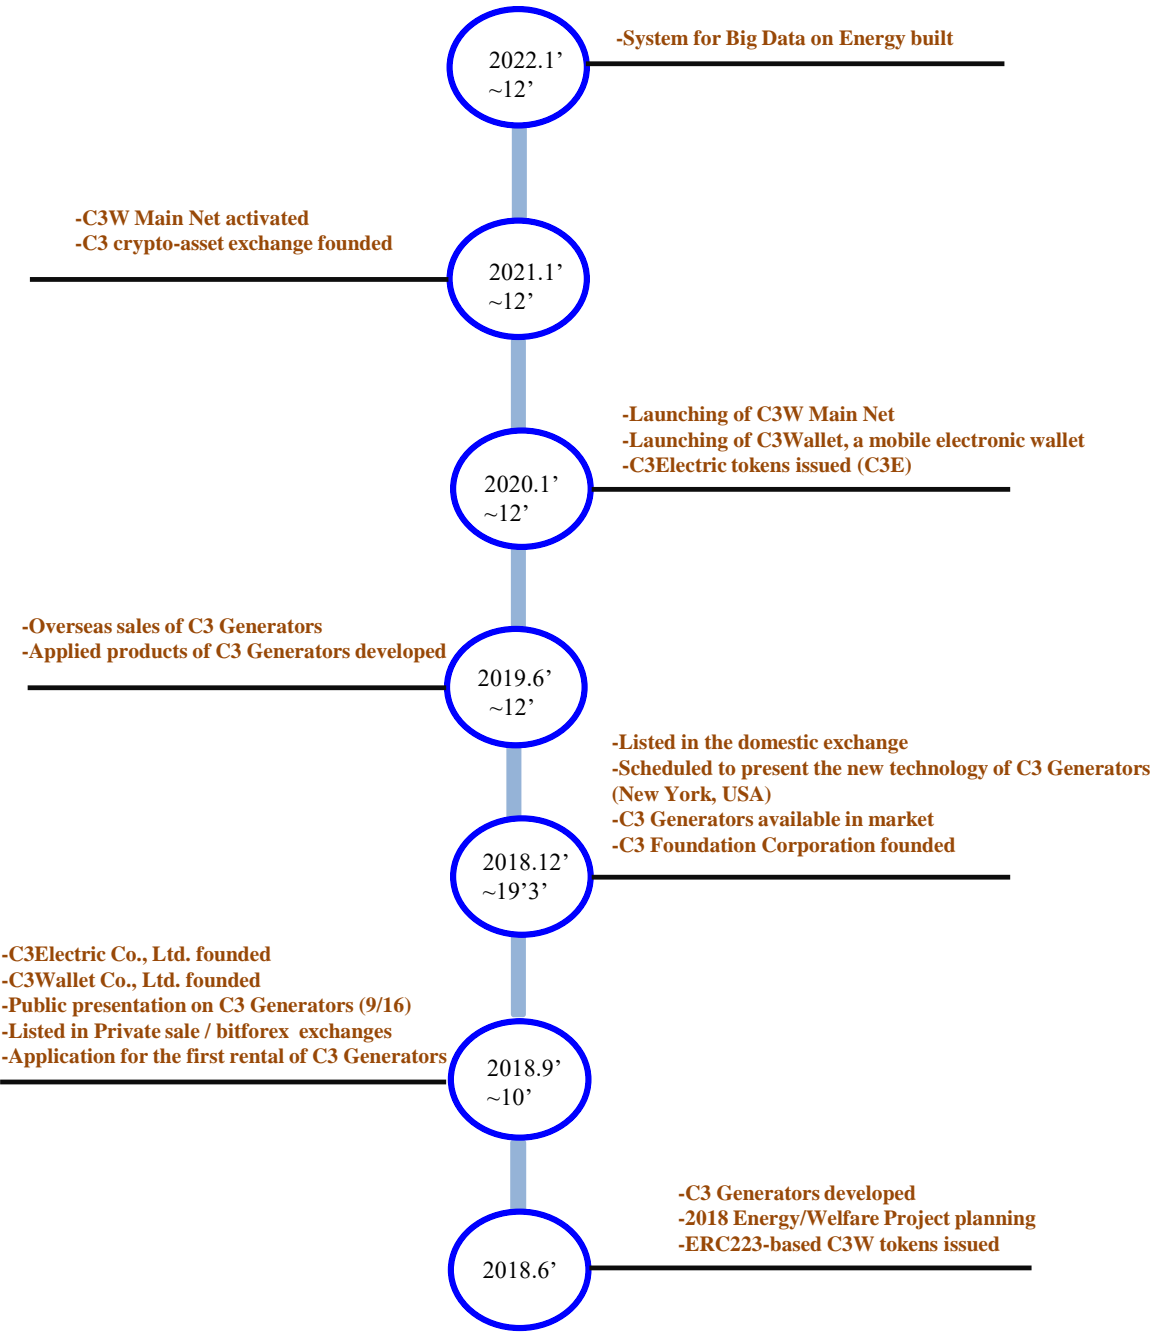 2022.1’
~12’
-System for Big Data on Energy built
-C3W Main Net activated
-C3 crypto-asset exchange founded
2021.1’
~12’
-Launching of C3W Main Net
-Launching of C3Wallet, a mobile electronic wallet
-C3Electric tokens issued (C3E)
2020.1’
~12’
-Overseas sales of C3 Generators
-Applied products of C3 Generators developed
2019.6’
~12’
-Listed in the domestic exchange
-Scheduled to present the new technology of C3 Generators
(New York, USA)
-C3 Generators available in market
-C3 Foundation Corporation founded
2018.12’
~19’3’
-C3Electric Co., Ltd. founded
-C3Wallet Co., Ltd. founded
-Public presentation on C3 Generators (9/16)
-Listed in Private sale / bitforex exchanges
-Application for the first rental of C3 Generators
2018.9’
~10’
-C3 Generators developed
-2018 Energy/Welfare Project planning
-ERC223-based C3W tokens issued
2018.6’